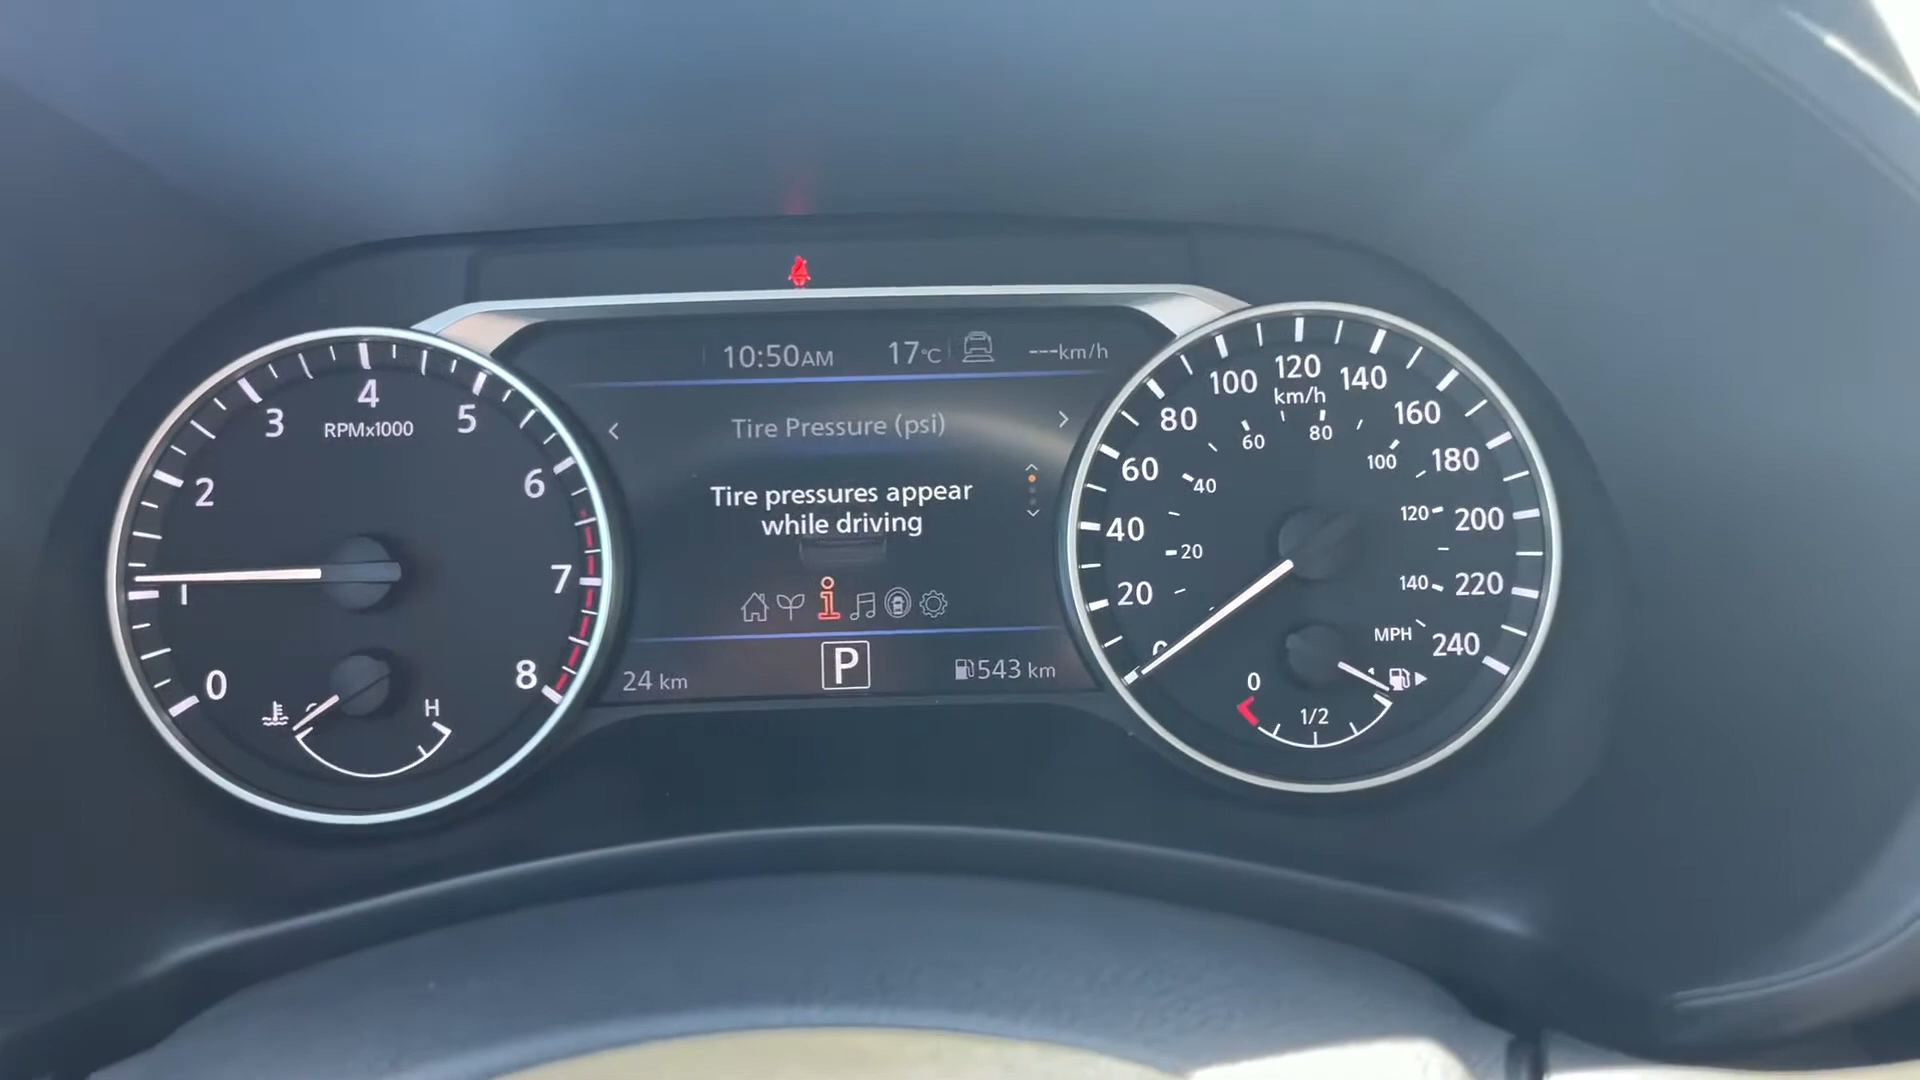 10:50AM 17°C ---km/h
Tire Pressure (psi)
Tire pressures appear
while driving
P
24 km
543 km
0
1
2
3
4
5
6
7
8
RPMx1000
H
0
20
40
60
80
100
120
140
160
180
200
220
240
km/h
20
40
60
80
100
120
140
MPH
0
1/2